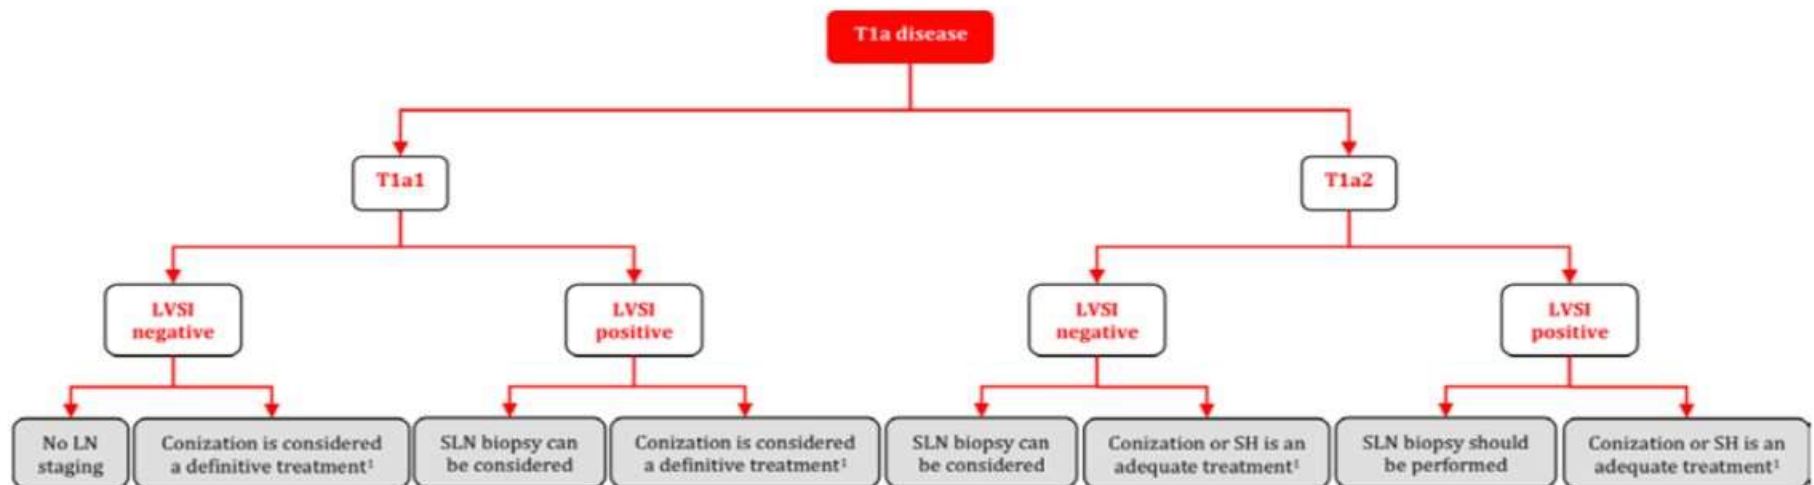 T1a disease
T1a1
T1a2
LVSI
negative
LVSI
positive
LVSI
negative
LVSI
positive
No LN
staging
Conization is considered
a definitive treatment¹
SLN biopsy can
be considered
Conization is considered
a definitive treatment¹
SLN biopsy can
be considered
Conization or SH is an
adequate treatment¹
SLN biopsy should
be performed
Conization or SH is an
adequate treatment¹